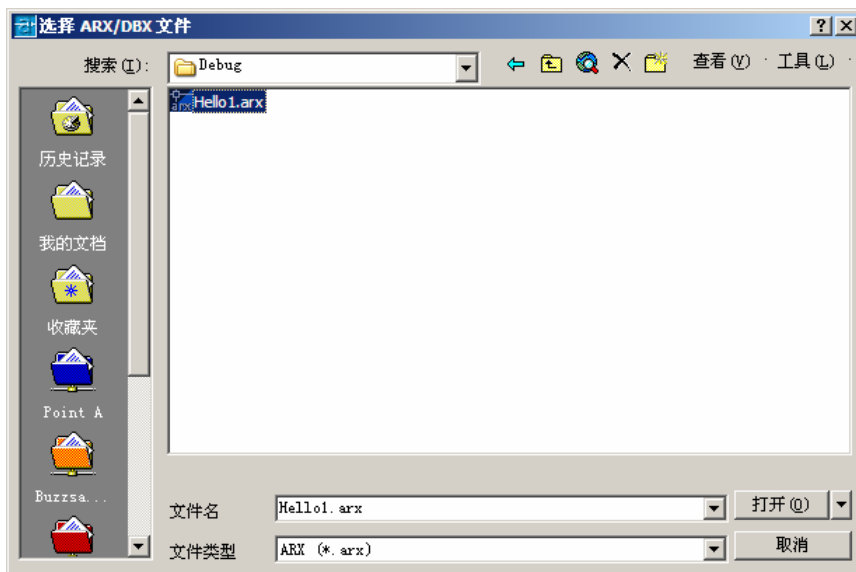 选择 ARX/DBX 文件
搜索(I):
Debug
查看(V)
工具(L)
Hello1.arx
历史记录
我的文档
收藏夹
Point A
Buzzsa...
文件名
Hello1.arx
打开(O)
文件类型
ARX (*.arx)
取消